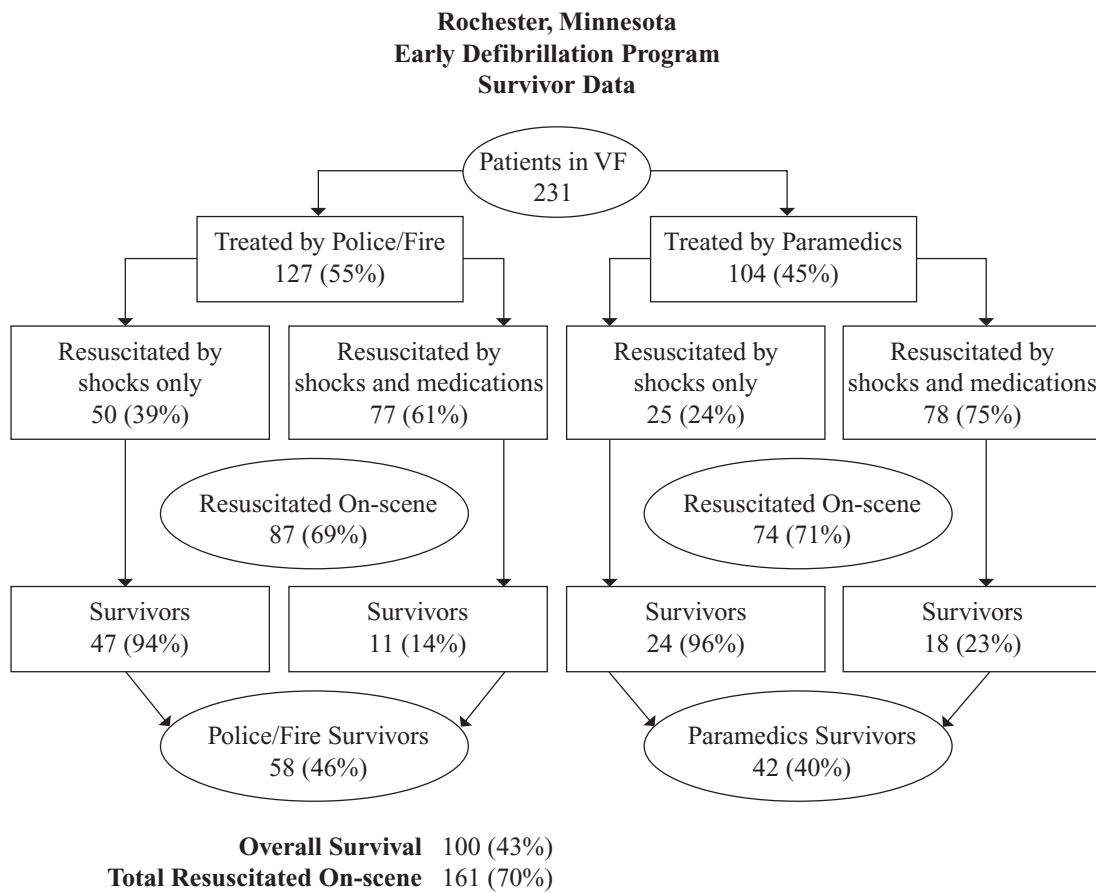 Rochester, Minnesota
Early Defibrillation Program
Survivor Data
Patients in VF
231
Treated by Police/Fire
127 (55%)
Treated by Paramedics
104 (45%)
Resuscitated by
shocks only
50 (39%)
Resuscitated by
shocks and medications
77 (61%)
Resuscitated by
shocks only
25 (24%)
Resuscitated by
shocks and medications
78 (75%)
Resuscitated On-scene
87 (69%)
Resuscitated On-scene
74 (71%)
Survivors
47 (94%)
Survivors
11 (14%)
Survivors
24 (96%)
Survivors
18 (23%)
Police/Fire Survivors
58 (46%)
Paramedics Survivors
42 (40%)
Overall Survival 100 (43%)
Total Resuscitated On-scene 161 (70%)